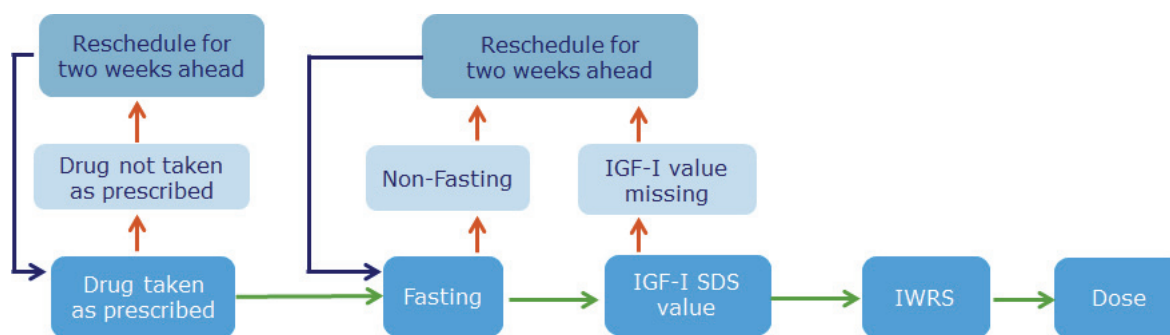 Reschedule for
two weeks ahead
Reschedule for
two weeks ahead
Drug not taken
as prescribed
Non-Fasting
IGF-I value
missing
Drug taken
as prescribed
Fasting
IGF-I SDS
value
IWRS
Dose